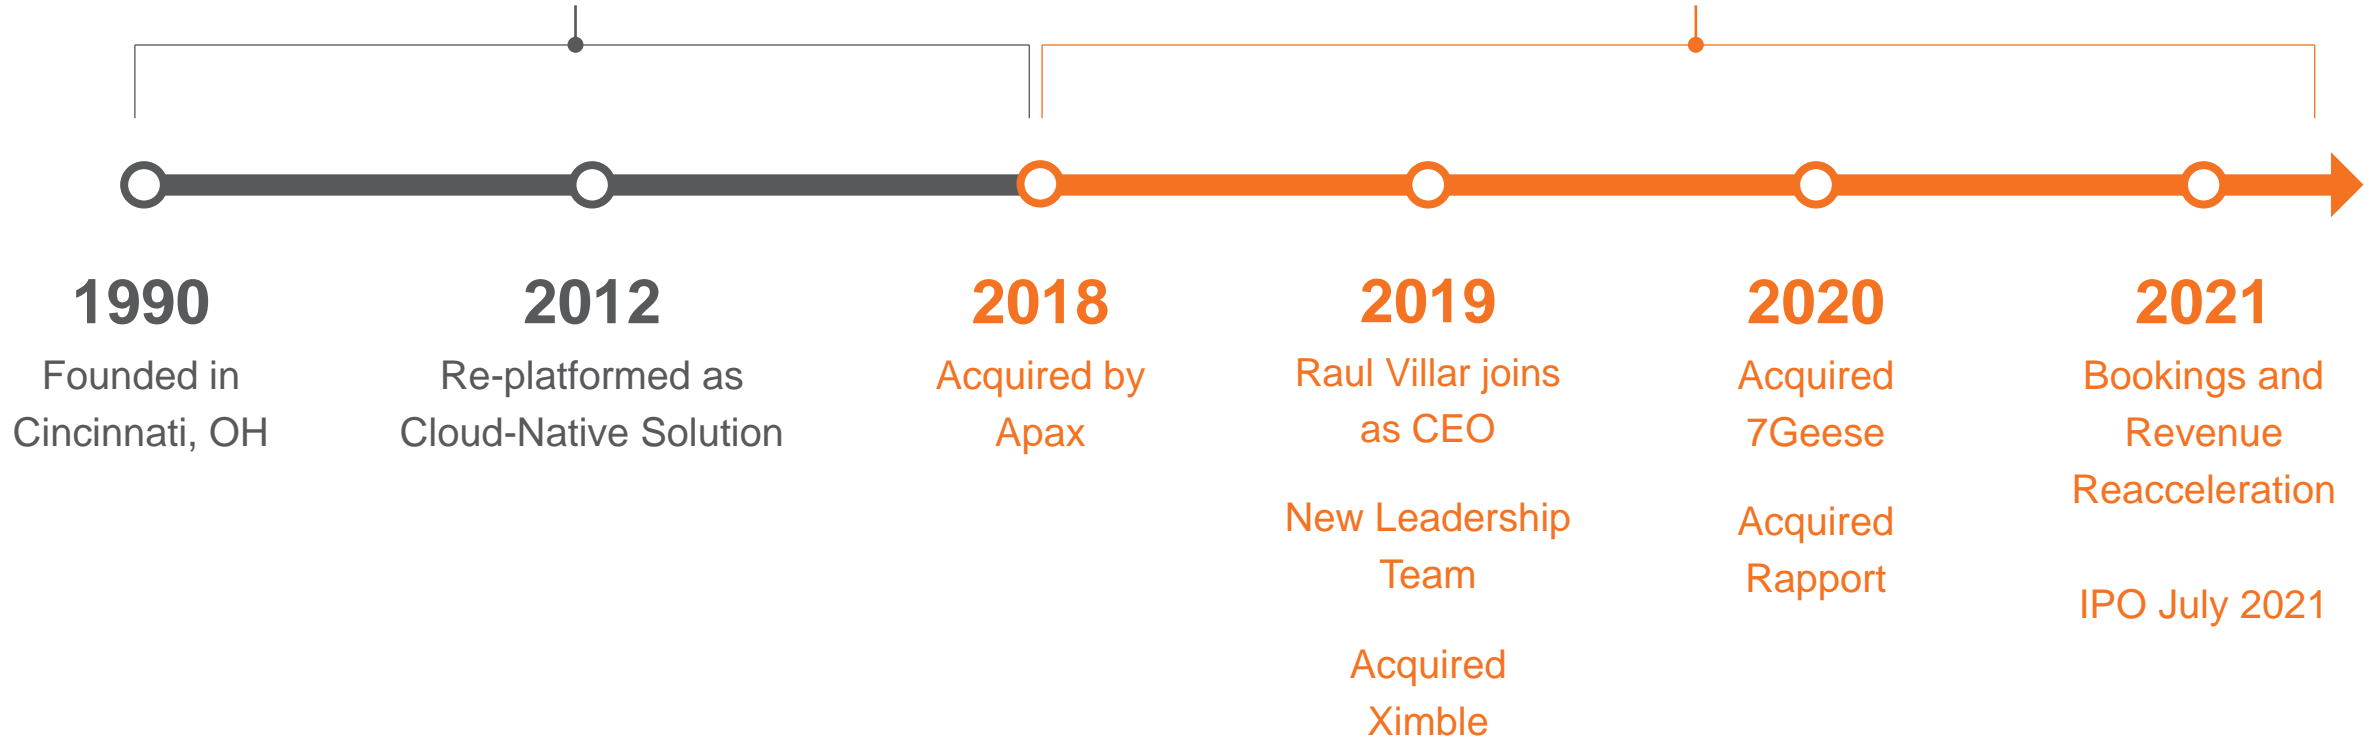 1990
Founded in
Cincinnati, OH
2012
Re-platformed as
Cloud-Native Solution
2018
Acquired by
Apax
2019
Raul Villar joins
as CEO
New Leadership
Team
Acquired
Ximble
2020
Acquired
7Geese
Acquired
Rapport
2021
Bookings and
Revenue
Reacceleration
IPO July 2021